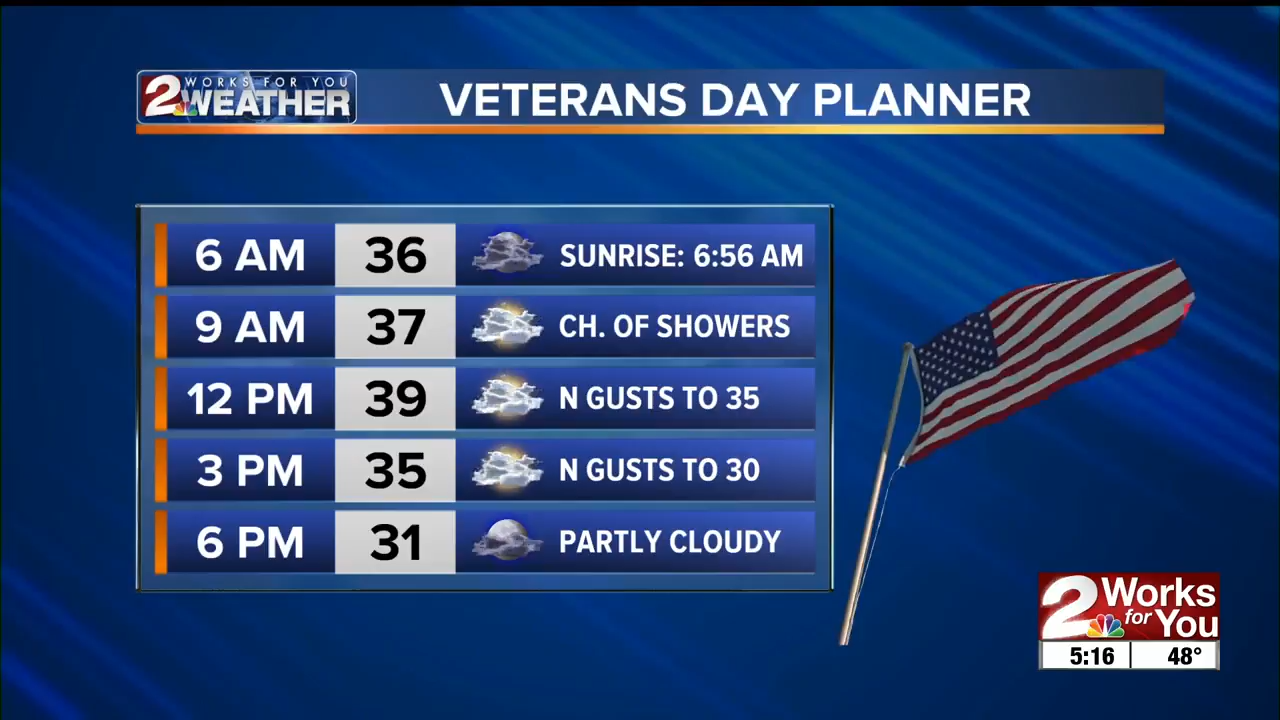 2 WORKS FOR YOU
WEATHER
VETERANS DAY PLANNER
6 AM 36 SUNRISE: 6:56 AM
9 AM 37 CH. OF SHOWERS
12 PM 39 N GUSTS TO 35
3 PM 35 N GUSTS TO 30
6 PM 31 PARTLY CLOUDY
2 Works
for You
5:16 48°